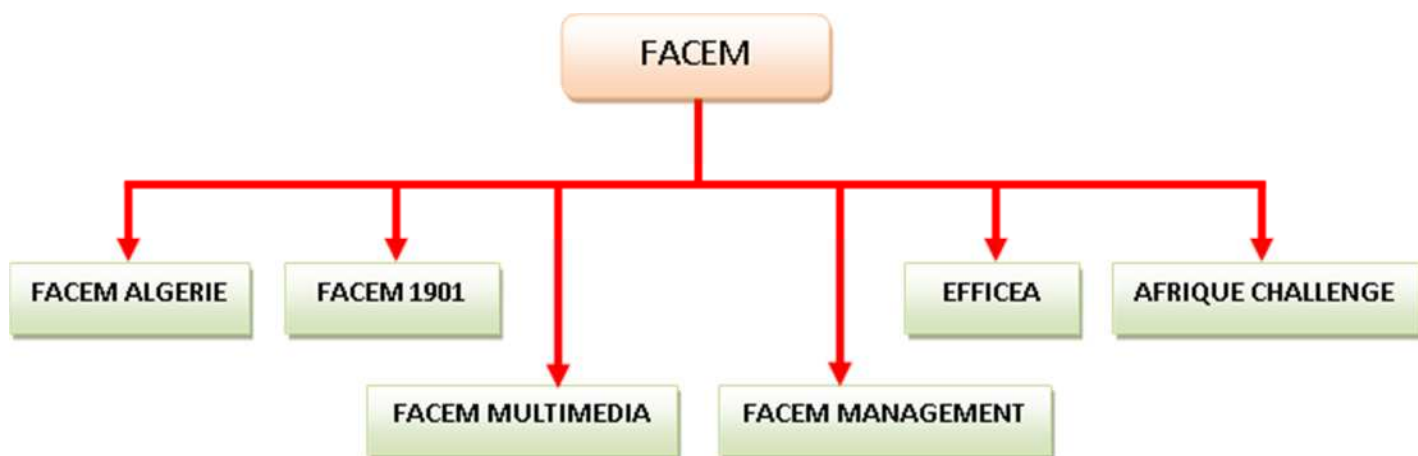 FACEM
FACEM ALGERIE
FACEM 1901
EFFICEA
AFRIQUE CHALLENGE
FACEM MULTIMEDIA
FACEM MANAGEMENT